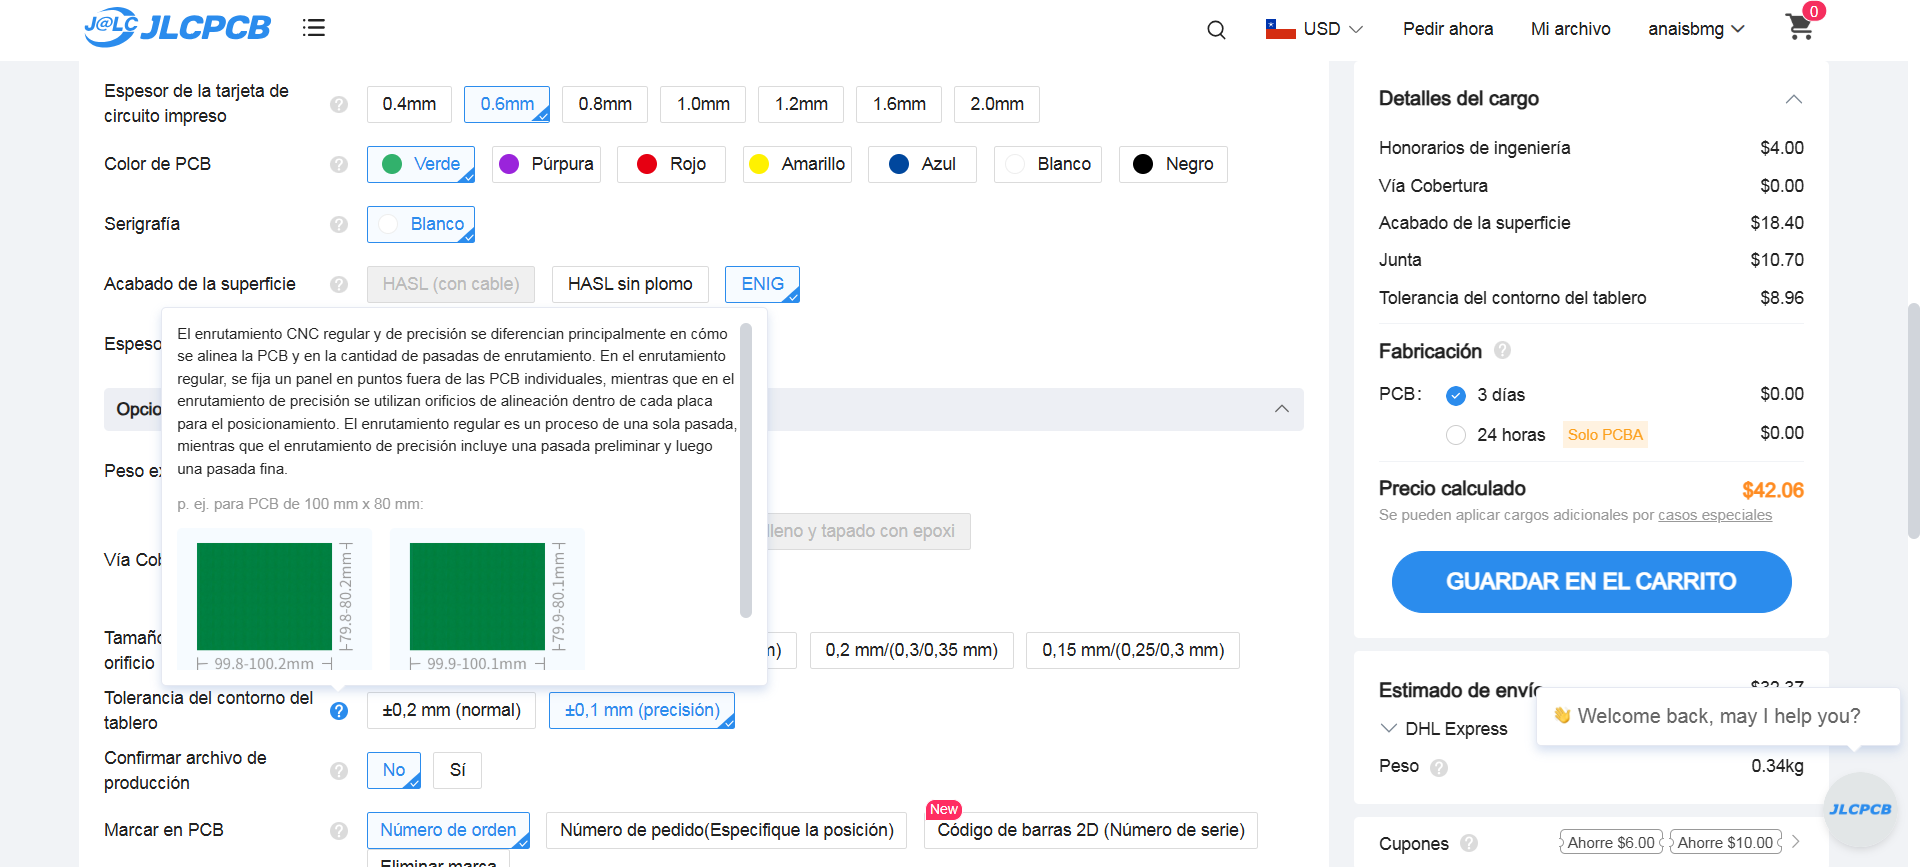 J@LC JLCPCB
USD
Pedir ahora
Mi archivo
anaisbmg
0
Espesor de la tarjeta de
circuito impreso
0.4mm
0.6mm
0.8mm
1.0mm
1.2mm
1.6mm
2.0mm
Color de PCB
Verde
Púrpura
Rojo
Amarillo
Azul
Blanco
Negro
Serigrafía
Blanco
Acabado de la superficie
HASL (con cable)
HASL sin plomo
ENIG
Espeso
El enrutamiento CNC regular y de precisión se diferencian principalmente en cómo
se alinea la PCB y en la cantidad de pasadas de enrutamiento. En el enrutamiento
regular, se fija un panel en puntos fuera de las PCB individuales, mientras que en el
enrutamiento de precisión se utilizan orificios de alineación dentro de cada placa
para el posicionamiento. El enrutamiento regular es un proceso de una sola pasada,
mientras que el enrutamiento de precisión incluye una pasada preliminar y luego
una pasada fina.
p. ej. para PCB de 100 mm x 80 mm:
79.8-80.2mm
99.8-100.2mm
79.9-80.1mm
99.9-100.1mm
Opcio
Peso ex
lleno y tapado con epoxi
Vía Cob
Tamaño
orificio
0,2 mm/(0,3/0,35 mm)
0,15 mm/(0,25/0,3 mm)
Tolerancia del contorno del
tablero
±0,2 mm (normal)
±0,1 mm (precisión)
Confirmar archivo de
producción
No
Sí
Marcar en PCB
Número de orden
Número de pedido(Especifique la posición)
New
Código de barras 2D (Número de serie)
Eliminar marca
Detalles del cargo
Honorarios de ingeniería $4.00
Vía Cobertura $0.00
Acabado de la superficie $18.40
Junta $10.70
Tolerancia del contorno del tablero $8.96
Fabricación
PCB: 3 días $0.00
24 horas Solo PCBA $0.00
Precio calculado $42.06
Se pueden aplicar cargos adicionales por casos especiales
GUARDAR EN EL CARRITO
Estimado de envío $32.37
👋 Welcome back, may I help you?
DHL Express
Peso 0.34kg
JLCPCB
Cupones
Ahorre $6.00
Ahorre $10.00